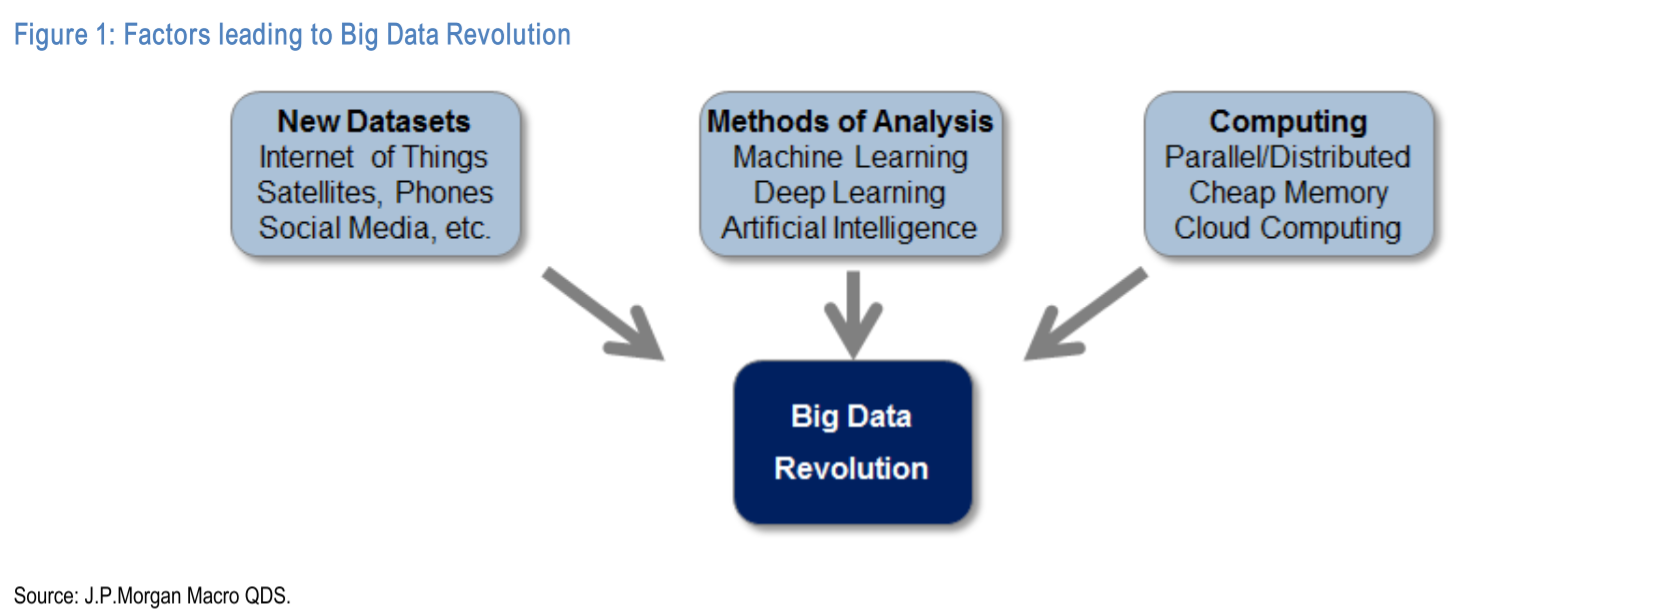 Figure 1: Factors leading to Big Data Revolution
New Datasets
Internet of Things
Satellites, Phones
Social Media, etc.
Methods of Analysis
Machine Learning
Deep Learning
Artificial Intelligence
Computing
Parallel/Distributed
Cheap Memory
Cloud Computing
Big Data
Revolution
Source: J.P.Morgan Macro QDS.